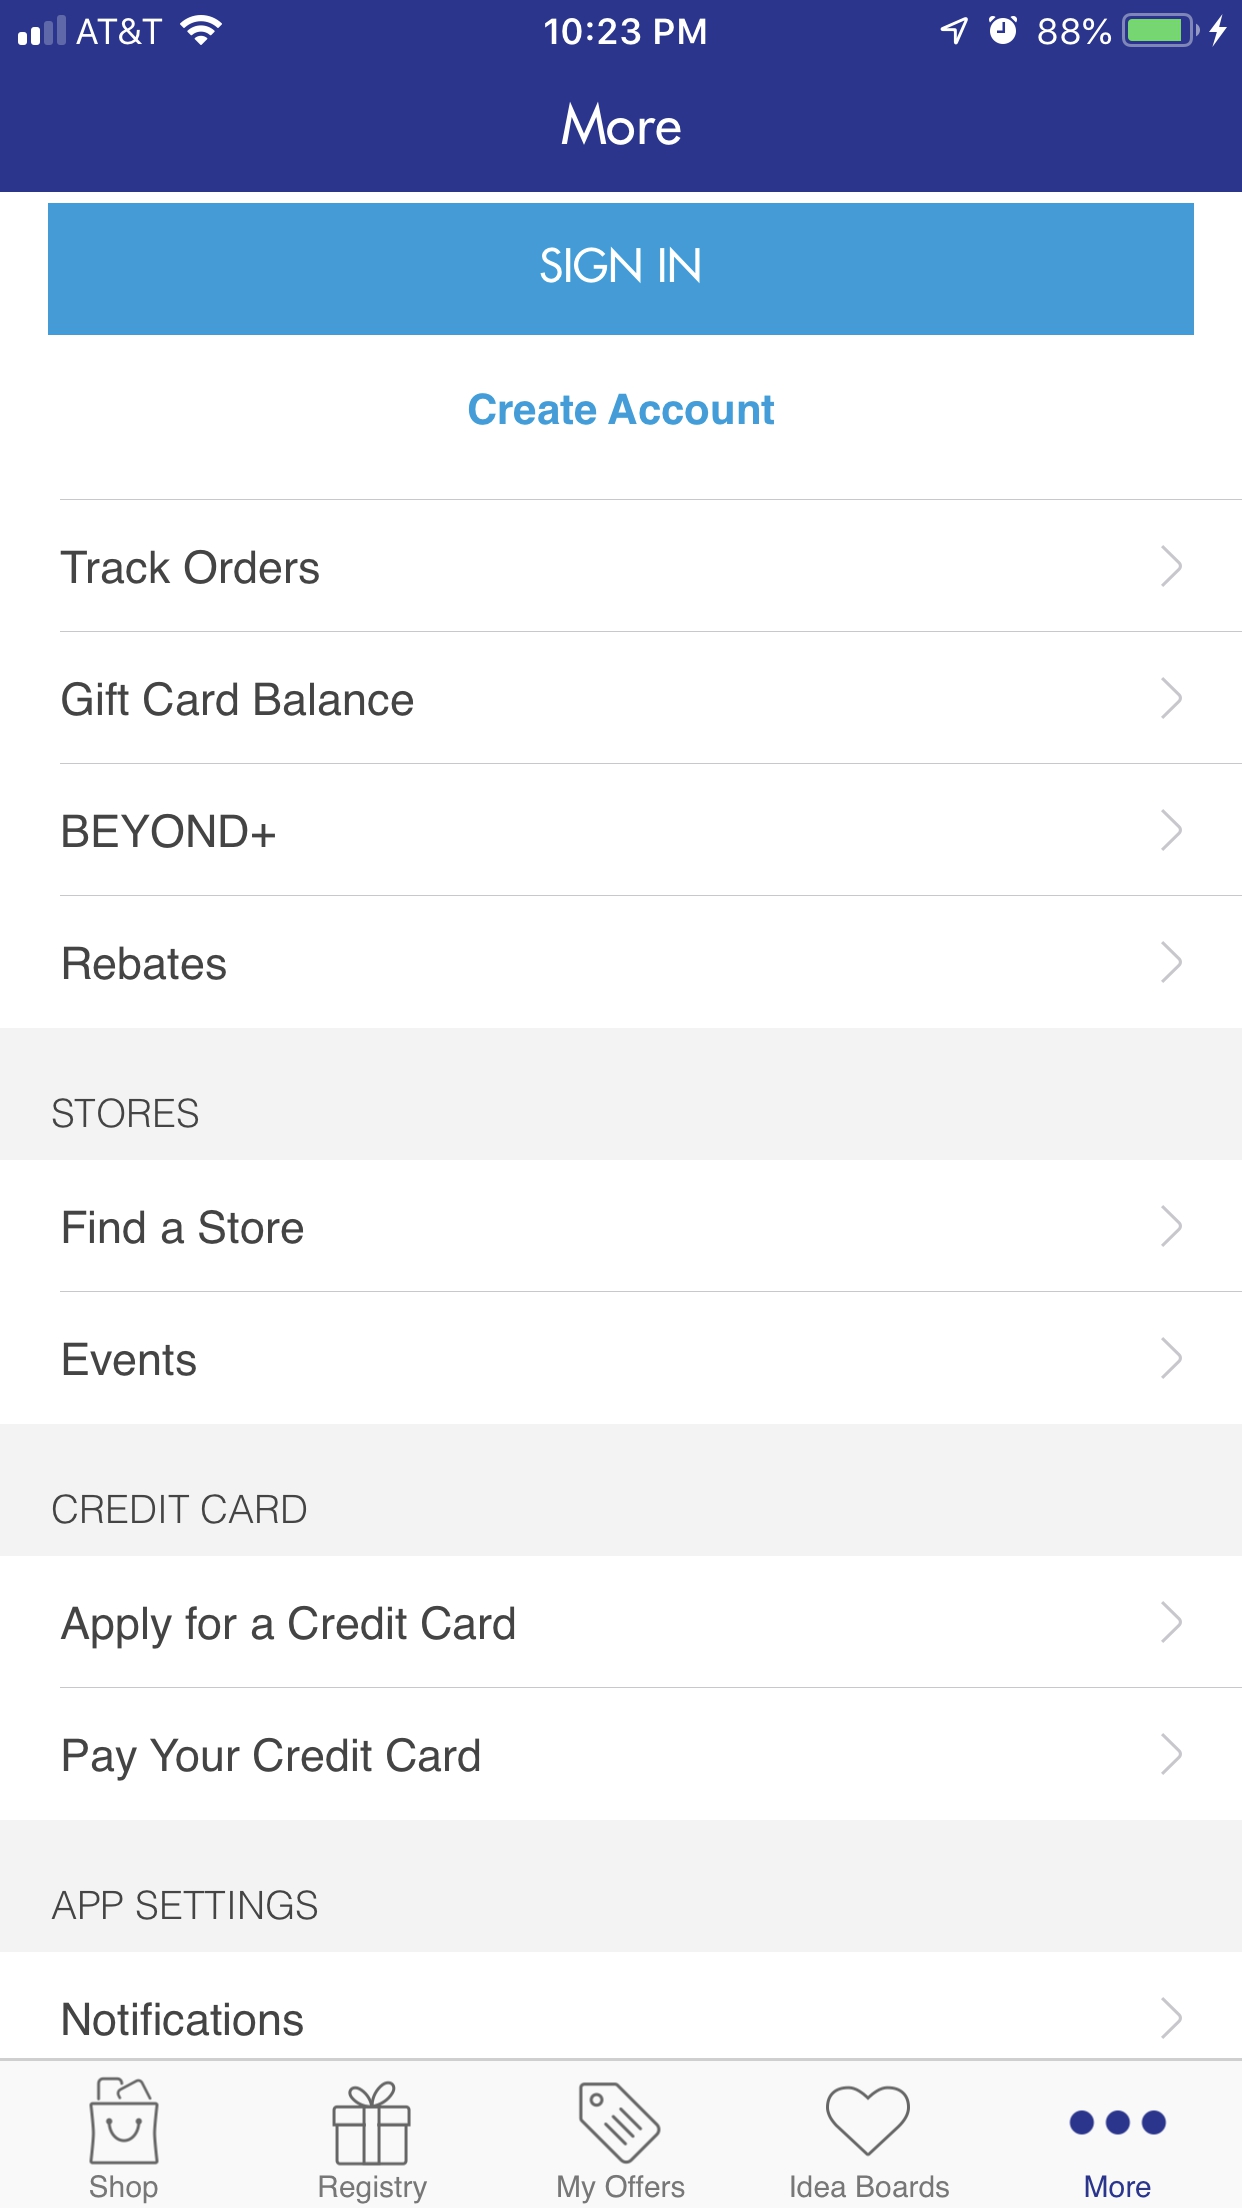 AT&T 10:23 PM 88%
More
SIGN IN
Create Account
Track Orders
Gift Card Balance
BEYOND+
Rebates
STORES
Find a Store
Events
CREDIT CARD
Apply for a Credit Card
Pay Your Credit Card
APP SETTINGS
Notifications
Shop Registry My Offers Idea Boards More